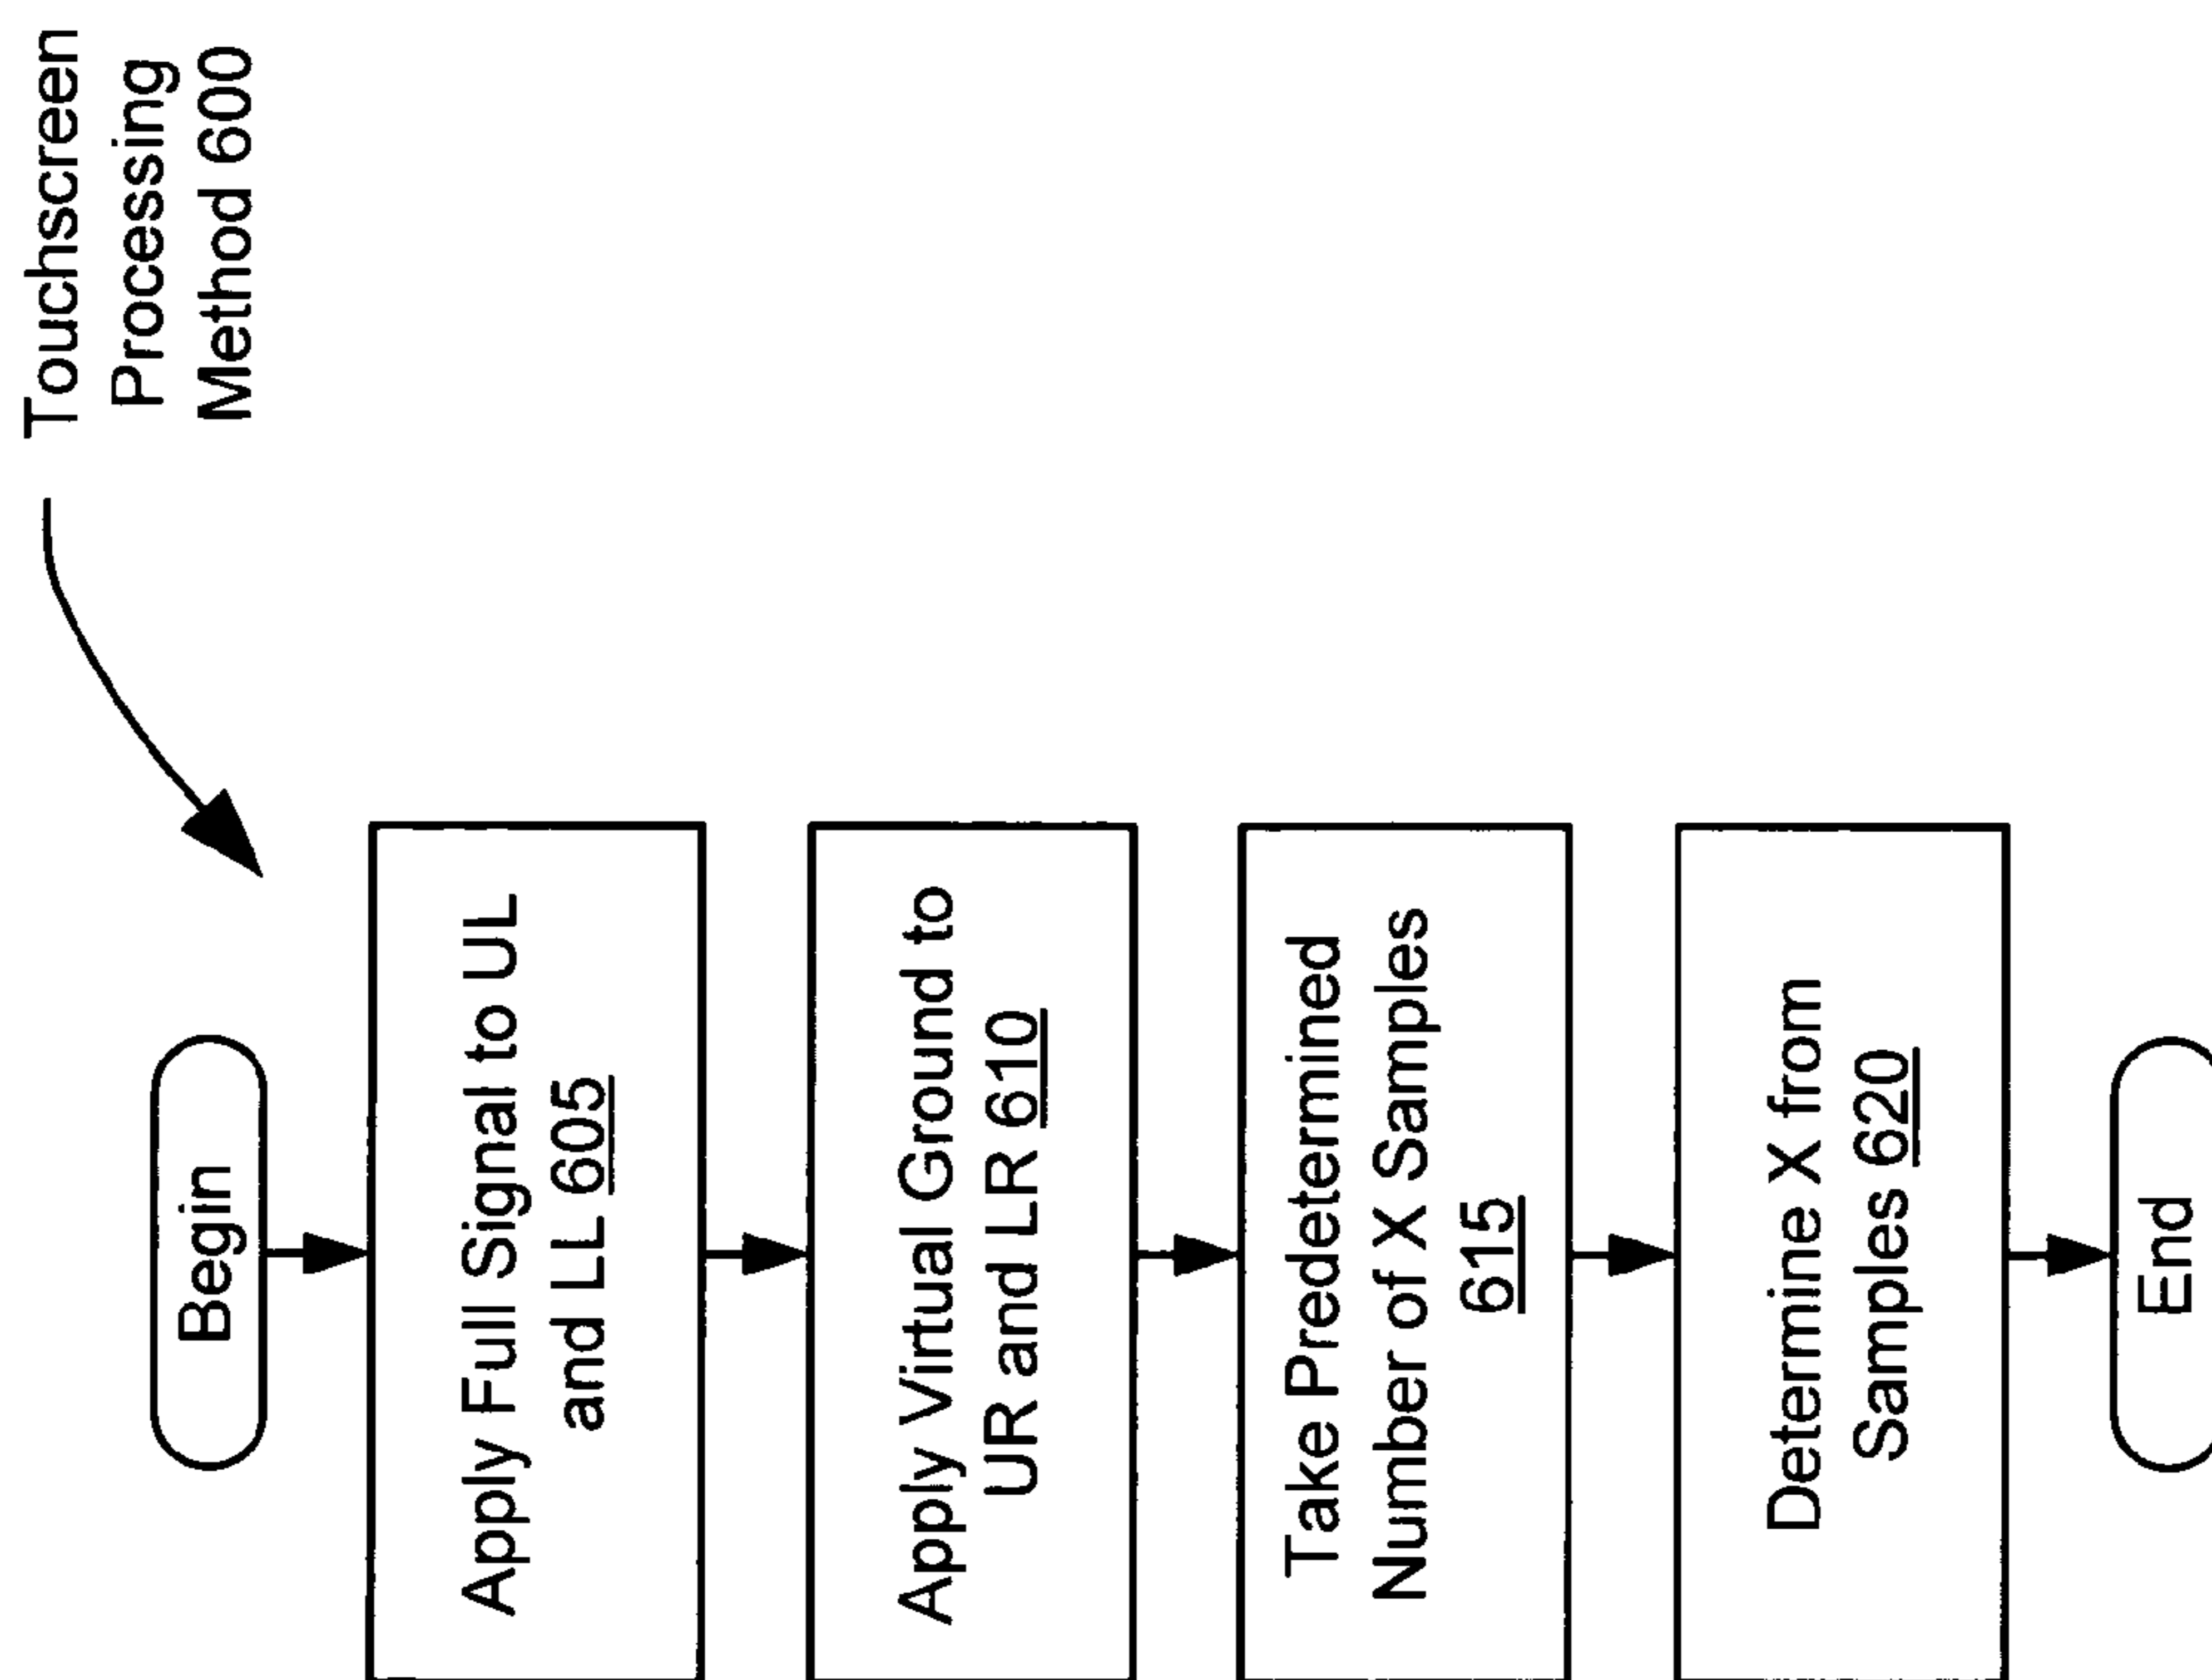 Touchscreen
Processing
Method 600
Begin
Apply Full Signal to UL
and LL 605
Apply Virtual Ground to
UR and LR 610
Take Predetermined
Number of X Samples
615
Determine X from
Samples 620
End